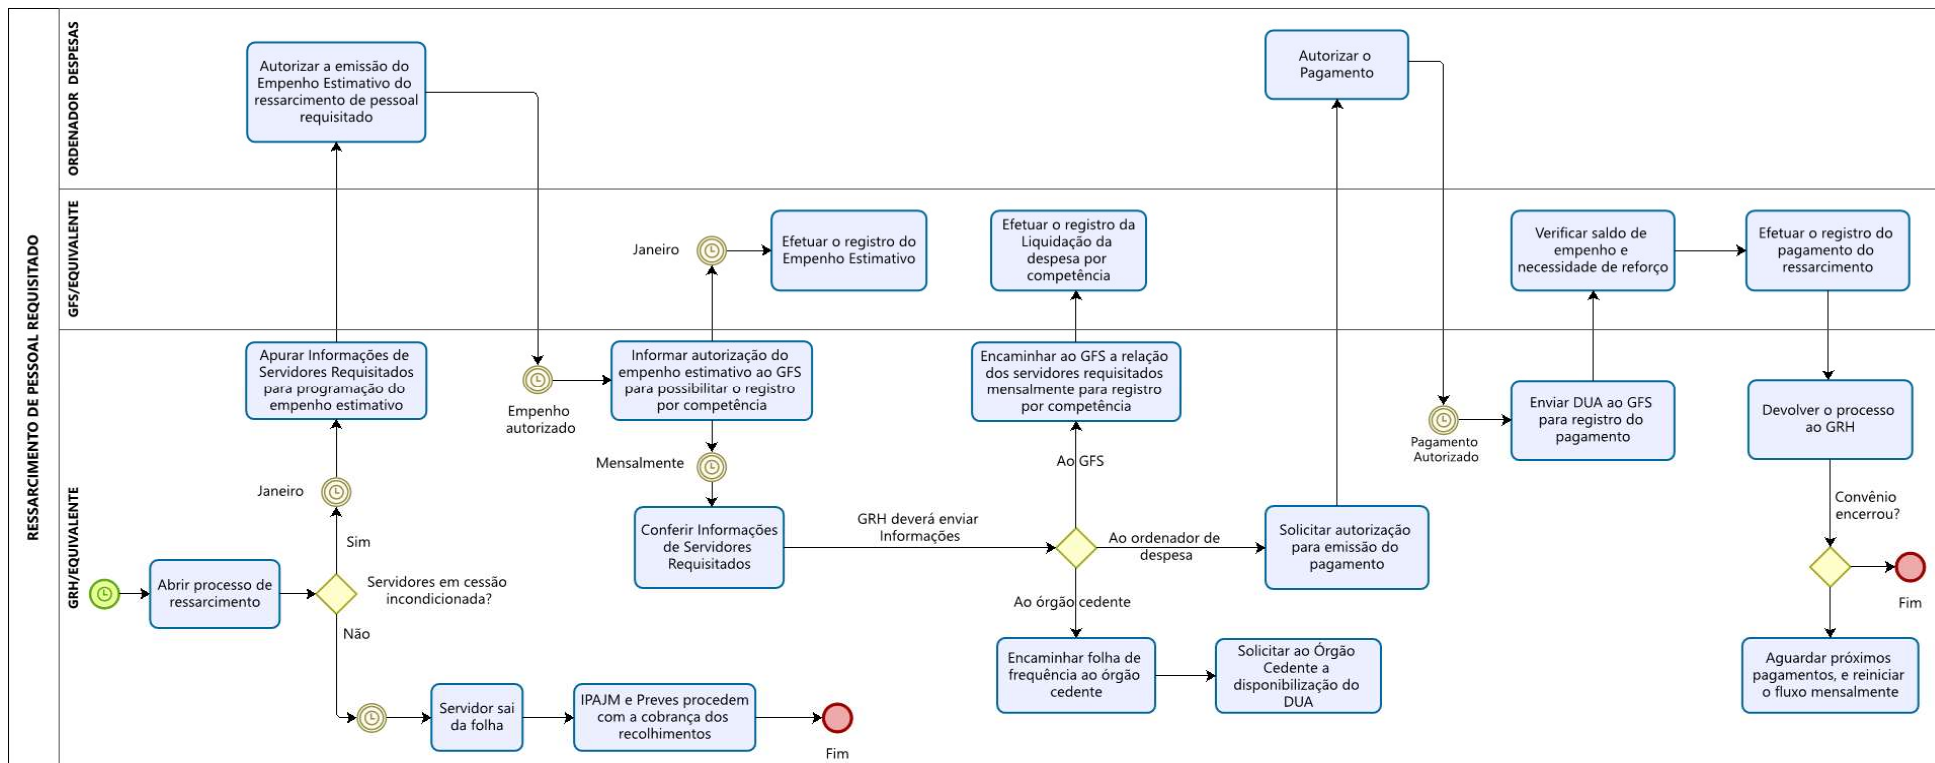 RESSARCIMENTO DE PESSOAL REQUISITADO
ORDENADOR DESPESAS
Autorizar a emissão do
Empenho Estimativo do
ressarcimento de pessoal
requisitado
Autorizar o
Pagamento
GFS/EQUIVALENTE
Janeiro
Efetuar o registro do
Empenho Estimativo
Efetuar o registro da
Liquidação da
despesa por
competência
Verificar saldo de
empenho e
necessidade de reforço
Efetuar o registro do
pagamento do
ressarcimento
GRH/EQUIVALENTE
Abrir processo de
ressarcimento
Servidores em cessão
incondicionada?
Sim
Janeiro
Apurar Informações de
Servidores Requisitados
para programação do
empenho estimativo
Não
Servidor sai
da folha
IPAJM e Preves procedem
com a cobrança dos
recolhimentos
Fim
Empenho
autorizado
Informar autorização do
empenho estimativo ao GFS
para possibilitar o registro
por competência
Mensalmente
Conferir Informações
de Servidores
Requisitados
GRH deverá enviar
Informações
Ao GFS
Encaminhar ao GFS a relação
dos servidores requisitados
mensalmente para registro
por competência
Ao ordenador de
despesa
Solicitar autorização
para emissão do
pagamento
Ao órgão cedente
Encaminhar folha de
frequência ao órgão
cedente
Solicitar ao Órgão
Cedente a
disponibilização do
DUA
Pagamento
Autorizado
Enviar DUA ao GFS
para registro do
pagamento
Devolver o processo
ao GRH
Convênio
encerrou?
Fim
Aguardar próximos
pagamentos, e reiniciar
o fluxo mensalmente